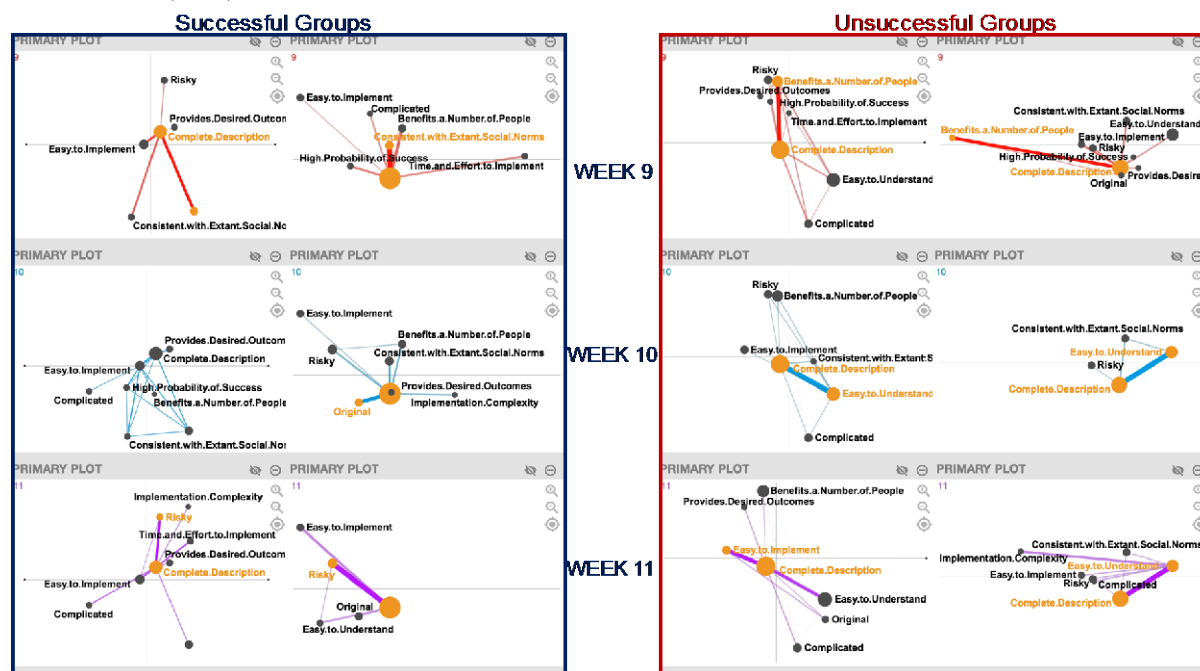 Successful Groups
Unsuccessful Groups
PRIMARY PLOT
PRIMARY PLOT
9
Risky
Provides.Desired.Outcon
Complete.Description
Easy.to.Implement
Consistent.with.Extant.Social.No
9
Easy.to.Implement
Complicated
Benefits.a.Number.of.People
Consistent.with.Extant.Social.Norms
High.Probability.of.Success
Time.and.Effort.to.Implement
WEEK 9
PRIMARY PLOT
PRIMARY PLOT
9
Risky
Benefits.a.Number.of.People
Provides.Desired.Outcomes
High.Probability.of.Success
Time.and.Effort.to.Implement
Complete.Description
Easy.to.Understand
Complicated
9
Consistent.with.Extant.Social.Norms
Easy.to.Understand
Benefits.a.Number.of.People
Easy.to.Implement
Risky
High.Probability.of.Success
Complete.Description
Provides.Desire
Original
PRIMARY PLOT
PRIMARY PLOT
10
Provides.Desired.Outcom
Complete.Description
Easy.to.Implement
High.Probability.of.Success
Complicated
Benefits.a.Number.of.People
Consistent.with.Extant.Social.Nor
10
Easy.to.Implement
Benefits.a.Number.of.People
Consistent.with.Extant.Social.Norms
Risky
Provides.Desired.Outcomes
Implementation.Complexity
Original
WEEK 10
PRIMARY PLOT
PRIMARY PLOT
10
Risky
Benefits.a.Number.of.People
Easy.to.Implement
Consistent.with.Extant.S
Complete.Description
Easy.to.Understand
Complicated
10
Consistent.with.Extant.Social.Norms
Easy.to.Understand
Risky
Complete.Description
PRIMARY PLOT
PRIMARY PLOT
11
Implementation.Complexity
Risky
Time.and.Effort.to.Implement
Provides.Desired.Outcom
Complete.Description
Easy.to.Implement
Complicated
11
Easy.to.Implement
Risky
Original
Easy.to.Understand
WEEK 11
PRIMARY PLOT
PRIMARY PLOT
11
Benefits.a.Number.of.People
Provides.Desired.Outcomes
Easy.to.Implement
Complete.Description
Easy.to.Understand
Original
Complicated
11
Consistent.with.Extant.Social.Norms
Implementation.Complexity
Easy.to.Understand
Easy.to.Implement
Risky
Complicated
Complete.Description